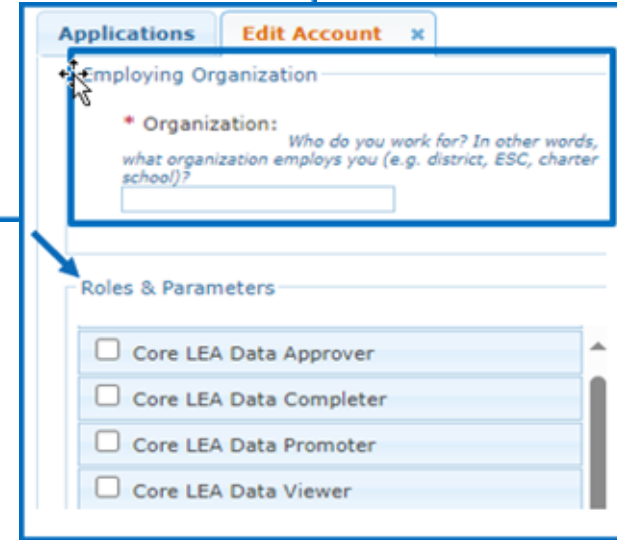 Applications Edit Account x
Employing Organization
* Organization:
Who do you work for? In other words,
what organization employs you (e.g. district, ESC, charter
school)?
Roles & Parameters
Core LEA Data Approver
Core LEA Data Completer
Core LEA Data Promoter
Core LEA Data Viewer